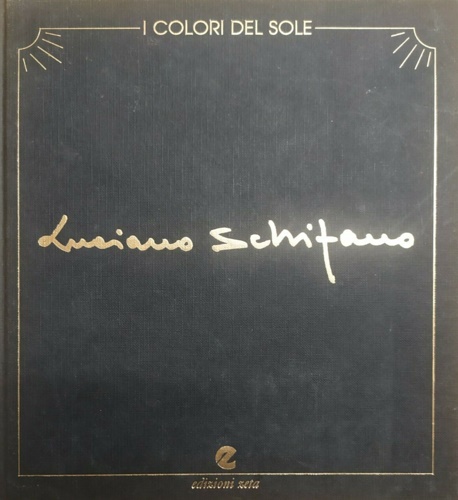 I COLORI DEL SOLE
Luciano Schifano
edizioni zeta